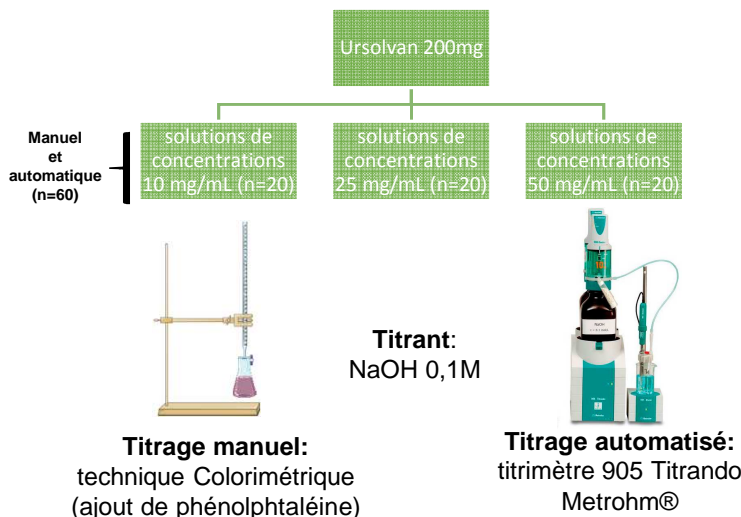 Ursolvan 200mg
Manuel
et
automatique
(n=60)
solutions de
concentrations
10 mg/mL (n=20)
solutions de
concentrations
25 mg/mL (n=20)
solutions de
concentrations
50 mg/mL (n=20)
Titrant:
NaOH 0,1M
NaOH
Titrage manuel:
technique Colorimétrique
(ajout de phénolphtaléine)
Titrage automatisé:
titrimètre 905 Titrando
Metrohm®